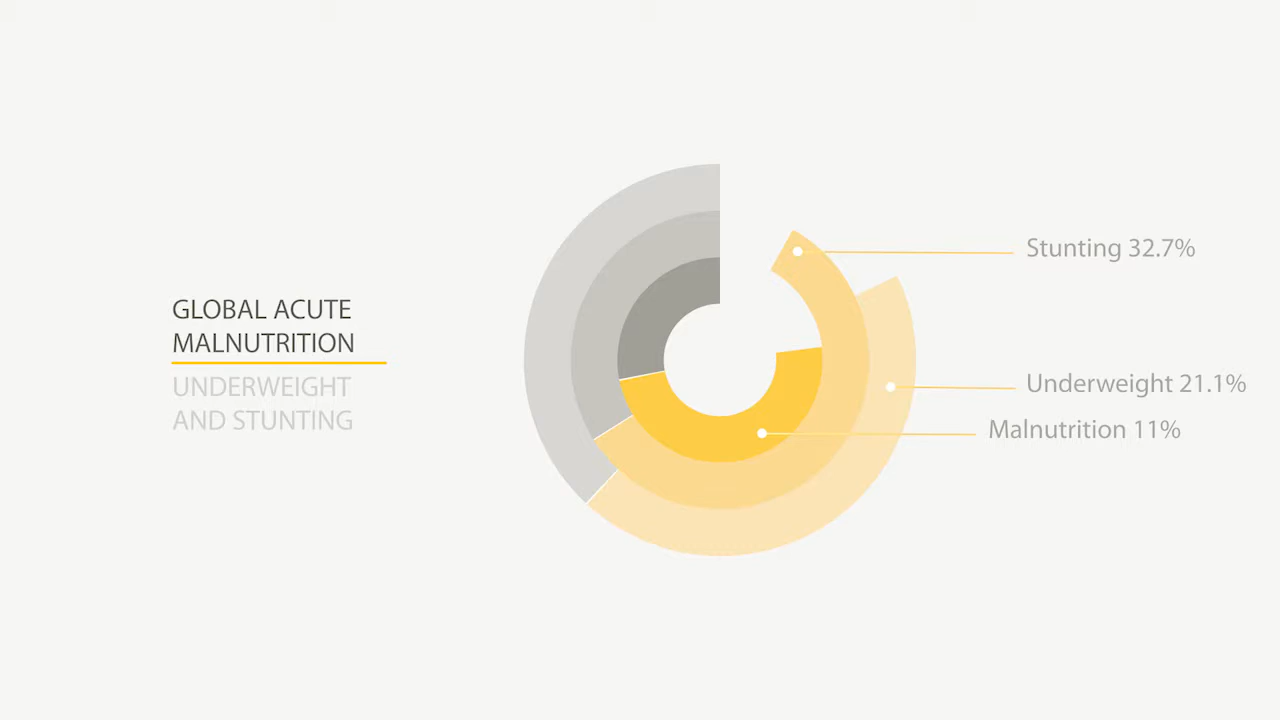 GLOBAL ACUTE
MALNUTRITION
UNDERWEIGHT
AND STUNTING
Stunting 32.7%
Underweight 21.1%
Malnutrition 11%